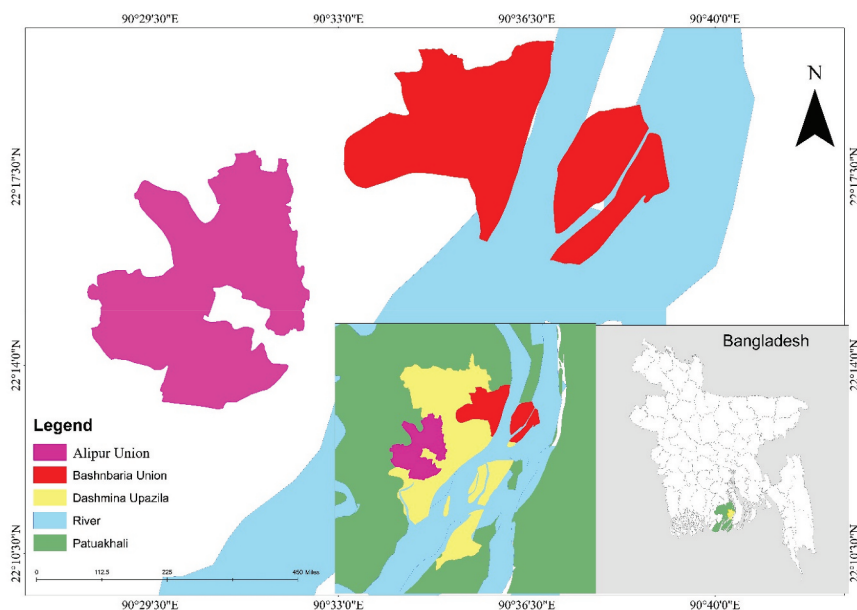 90°29'30"E 90°33'0"E 90°36'30"E 90°40'0"E
N
22°17'30"N
22°17'30"N
22°14'0"N
22°14'0"N
22°10'30"N
22°10'30"N
Bangladesh
Legend
Alipur Union
Bashnbaria Union
Dashmina Upazila
River
Patuakhali
0 112.5 225 450 Miles
90°29'30"E 90°33'0"E 90°36'30"E 90°40'0"E